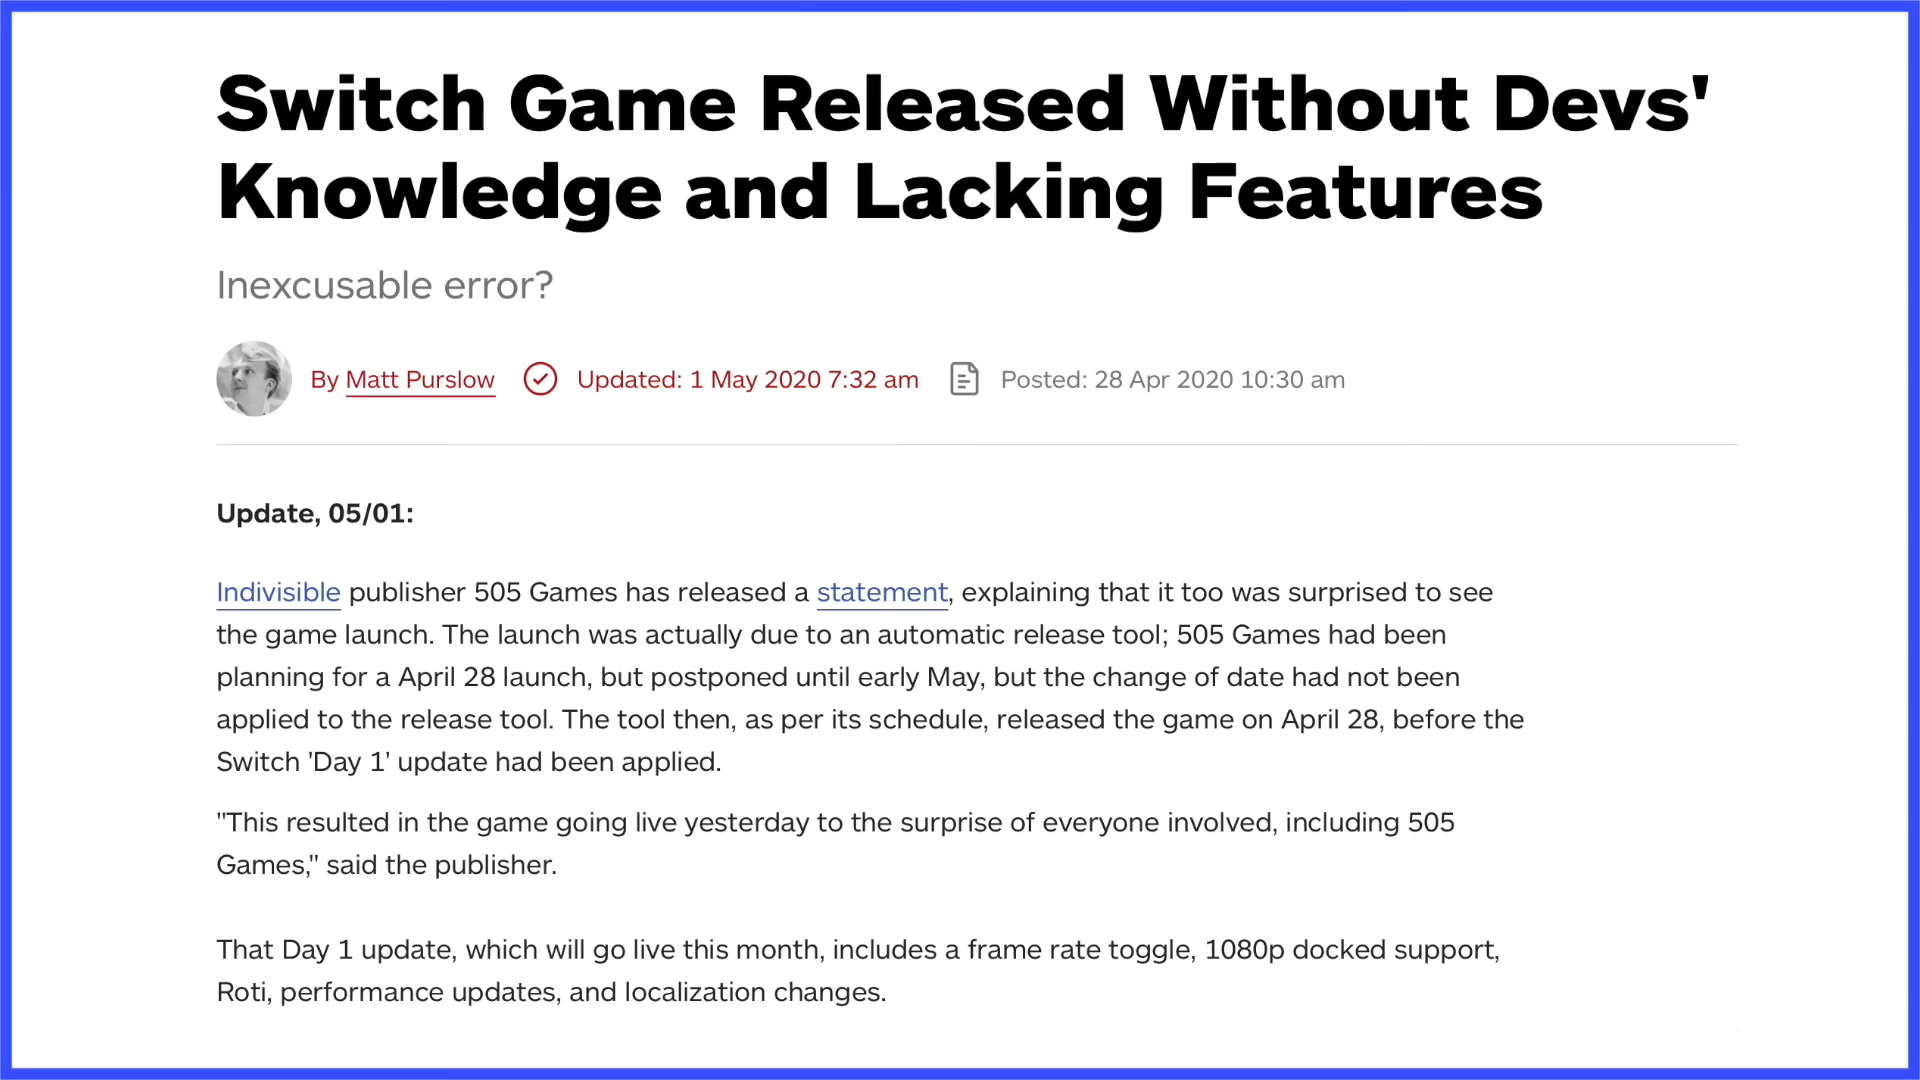 Switch Game Released Without Devs'
Knowledge and Lacking Features
Inexcusable error?
By Matt Purslow Updated: 1 May 2020 7:32 am Posted: 28 Apr 2020 10:30 am
Update, 05/01:
Indivisible publisher 505 Games has released a statement, explaining that it too was surprised to see
the game launch. The launch was actually due to an automatic release tool; 505 Games had been
planning for a April 28 launch, but postponed until early May, but the change of date had not been
applied to the release tool. The tool then, as per its schedule, released the game on April 28, before the
Switch 'Day 1' update had been applied.
"This resulted in the game going live yesterday to the surprise of everyone involved, including 505
Games," said the publisher.
That Day 1 update, which will go live this month, includes a frame rate toggle, 1080p docked support,
Roti, performance updates, and localization changes.